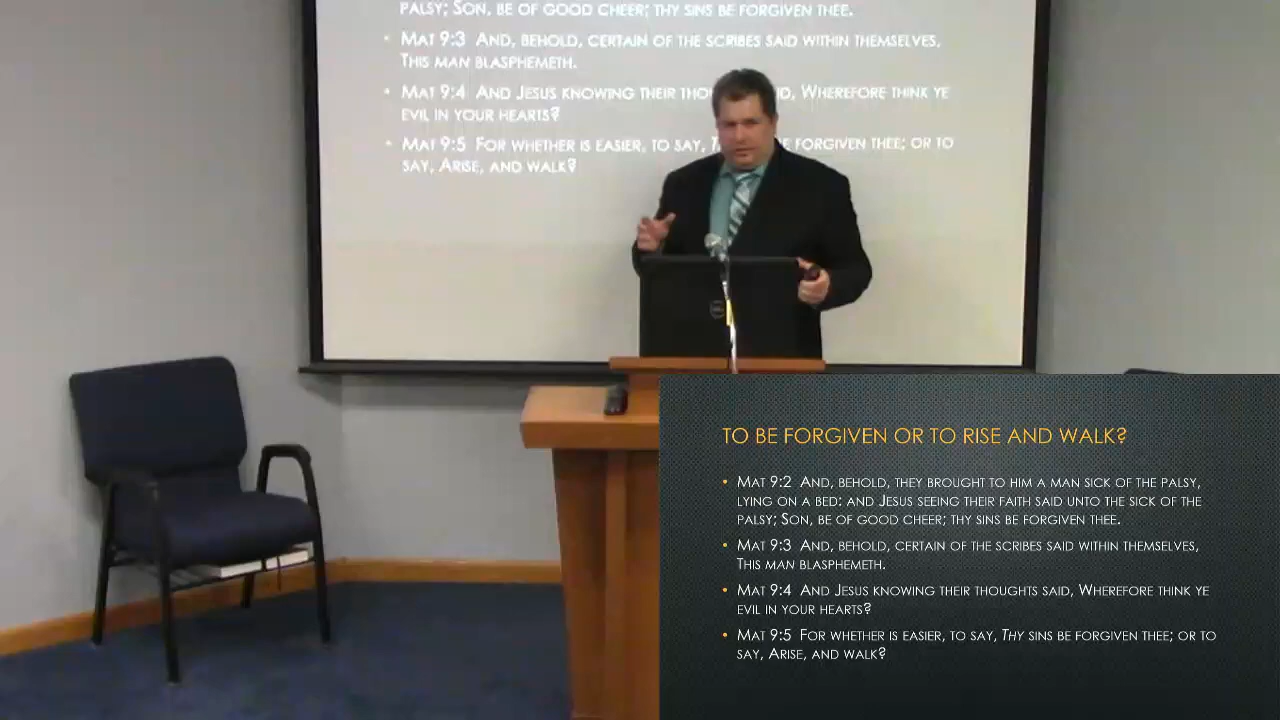 PALSY; SON, BE OF GOOD CHEER; THY SINS BE FORGIVEN THEE.
• MAT 9:3 AND, BEHOLD, CERTAIN OF THE SCRIBES SAID WITHIN THEMSELVES,
THIS MAN BLASPHEMETH.
• MAT 9:4 AND JESUS KNOWING THEIR WHEREFORE THINK YE
EVIL IN YOUR HEARTS?
• MAT 9:5 FOR WHETHER IS EASIER, TO SAY, FORGIVEN THEE; OR TO
SAY, ARISE, AND WALK?
TO BE FORGIVEN OR TO RISE AND WALK?
• MAT 9:2 AND, BEHOLD, THEY BROUGHT TO HIM A MAN SICK OF THE PALSY,
LYING ON A BED: AND JESUS SEEING THEIR FAITH SAID UNTO THE SICK OF THE
PALSY; SON, BE OF GOOD CHEER; THY SINS BE FORGIVEN THEE.
• MAT 9:3 AND, BEHOLD, CERTAIN OF THE SCRIBES SAID WITHIN THEMSELVES,
THIS MAN BLASPHEMETH.
• MAT 9:4 AND JESUS KNOWING THEIR THOUGHTS SAID, WHEREFORE THINK YE
EVIL IN YOUR HEARTS?
• MAT 9:5 FOR WHETHER IS EASIER, TO SAY, THY SINS BE FORGIVEN THEE; OR TO
SAY, ARISE, AND WALK?